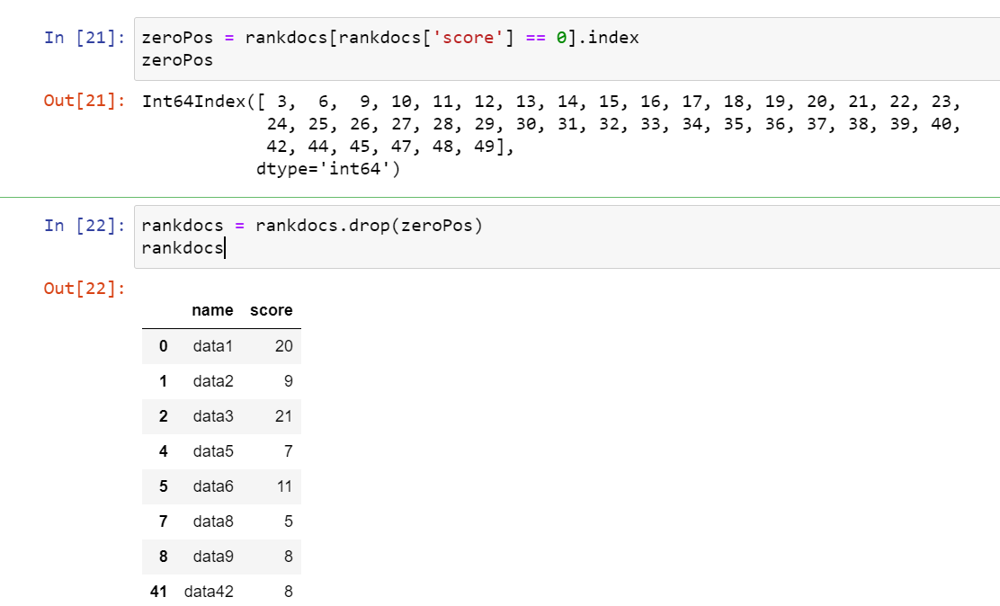 In [21]: zeroPos = rankdocs[rankdocs['score'] == 0].index
zeroPos
Out[21]: Int64Index([ 3,  6,  9, 10, 11, 12, 13, 14, 15, 16, 17, 18, 19, 20, 21, 22, 23,
24, 25, 26, 27, 28, 29, 30, 31, 32, 33, 34, 35, 36, 37, 38, 39, 40,
42, 44, 45, 47, 48, 49],
dtype='int64')
In [22]: rankdocs = rankdocs.drop(zeroPos)
rankdocs
Out[22]:
name score
0 data1 20
1 data2 9
2 data3 21
4 data5 7
5 data6 11
7 data8 5
8 data9 8
41 data42 8